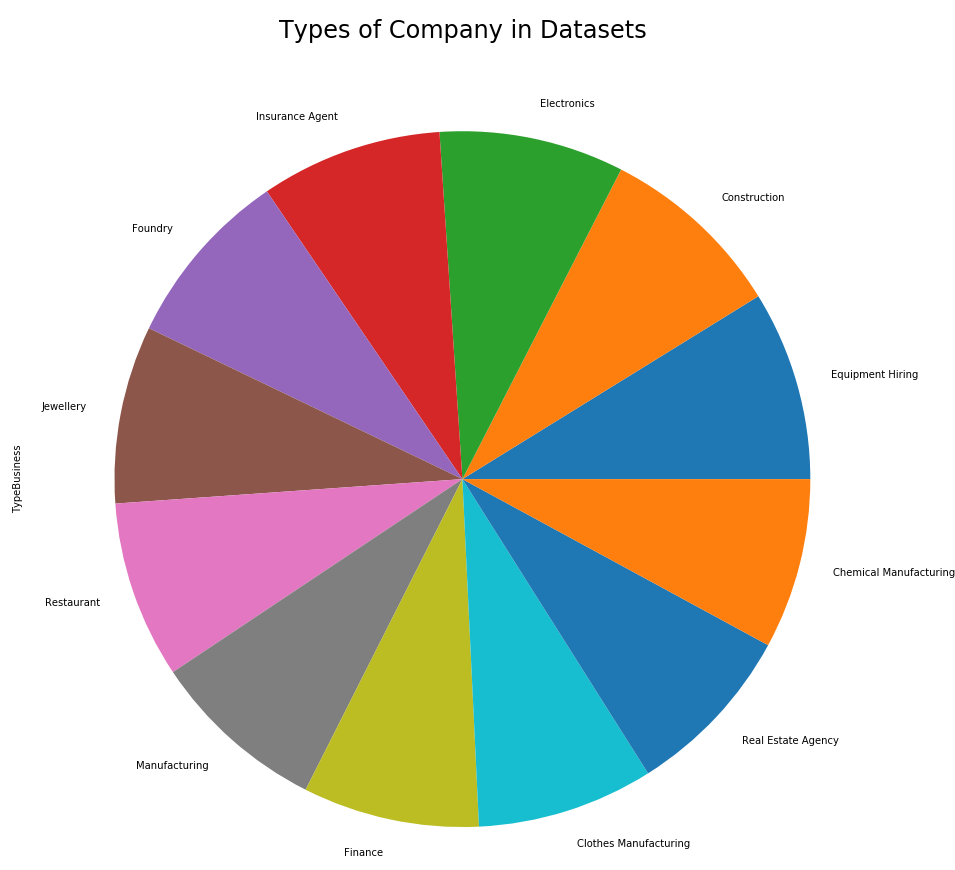 Types of Company in Datasets
Electronics
Insurance Agent
Construction
Foundry
Equipment Hiring
Jewellery
TypeBusiness
Chemical Manufacturing
Restaurant
Real Estate Agency
Manufacturing
Clothes Manufacturing
Finance